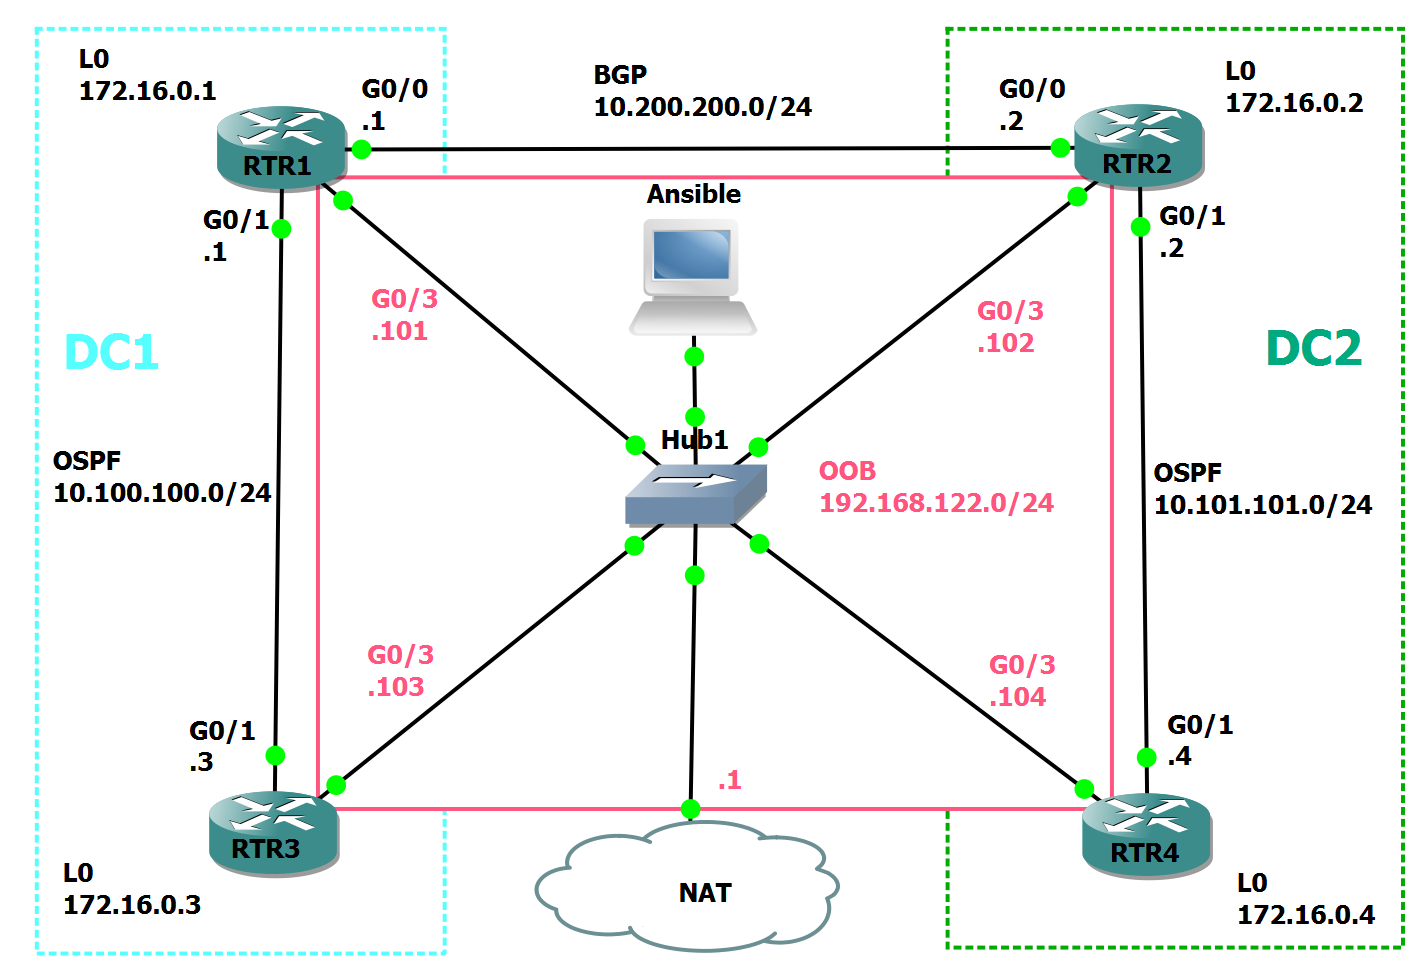 L0
172.16.0.1
G0/0
.1
BGP
10.200.200.0/24
G0/0
.2
L0
172.16.0.2
RTR1
RTR2
Ansible
G0/1
.1
G0/1
.2
G0/3
.101
G0/3
.102
DC1
DC2
Hub1
OSPF
10.100.100.0/24
OOB
192.168.122.0/24
OSPF
10.101.101.0/24
G0/3
.103
G0/3
.104
G0/1
.3
G0/1
.4
.1
RTR3
RTR4
L0
172.16.0.3
NAT
L0
172.16.0.4